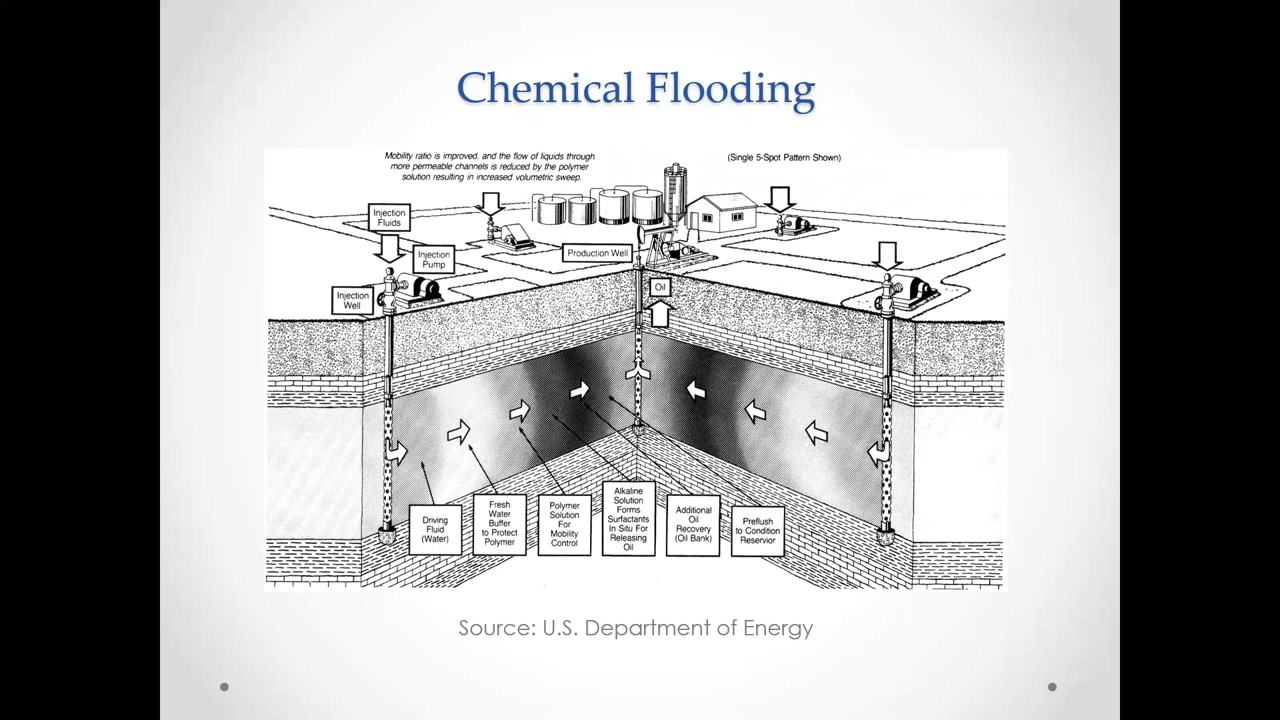 Chemical Flooding
Mobility ratio is improved, and the flow of liquids through
more permeable channels is reduced by the polymer
solution resulting in increased volumetric sweep.
(Single 5-Spot Pattern Shown)
Injection
Fluids
Injection
Pump
Production Well
Injection
Well
Oil
Driving
Fluid
(Water)
Fresh
Water
Buffer
to Protect
Polymer
Polymer
Solution
For
Mobility
Control
Alkaline
Solution
Forms
Surfactants
In Situ For
Releasing
Oil
Additional
Oil
Recovery
(Oil Bank)
Preflush
to Condition
Reservoir
Source: U.S. Department of Energy